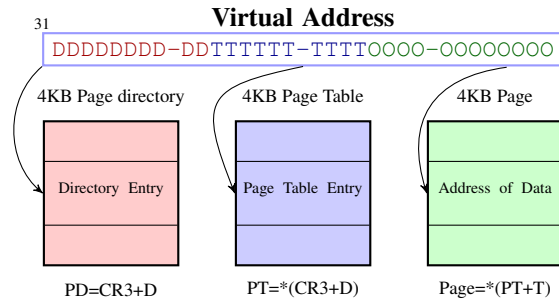 Virtual Address
31
DDDDDDDD-DDTTTTTT-TTTTOOOO-OOOOOOOO
4KB Page directory 4KB Page Table 4KB Page
Directory Entry Page Table Entry Address of Data
PD=CR3+D PT=*(CR3+D) Page=*(PT+T)